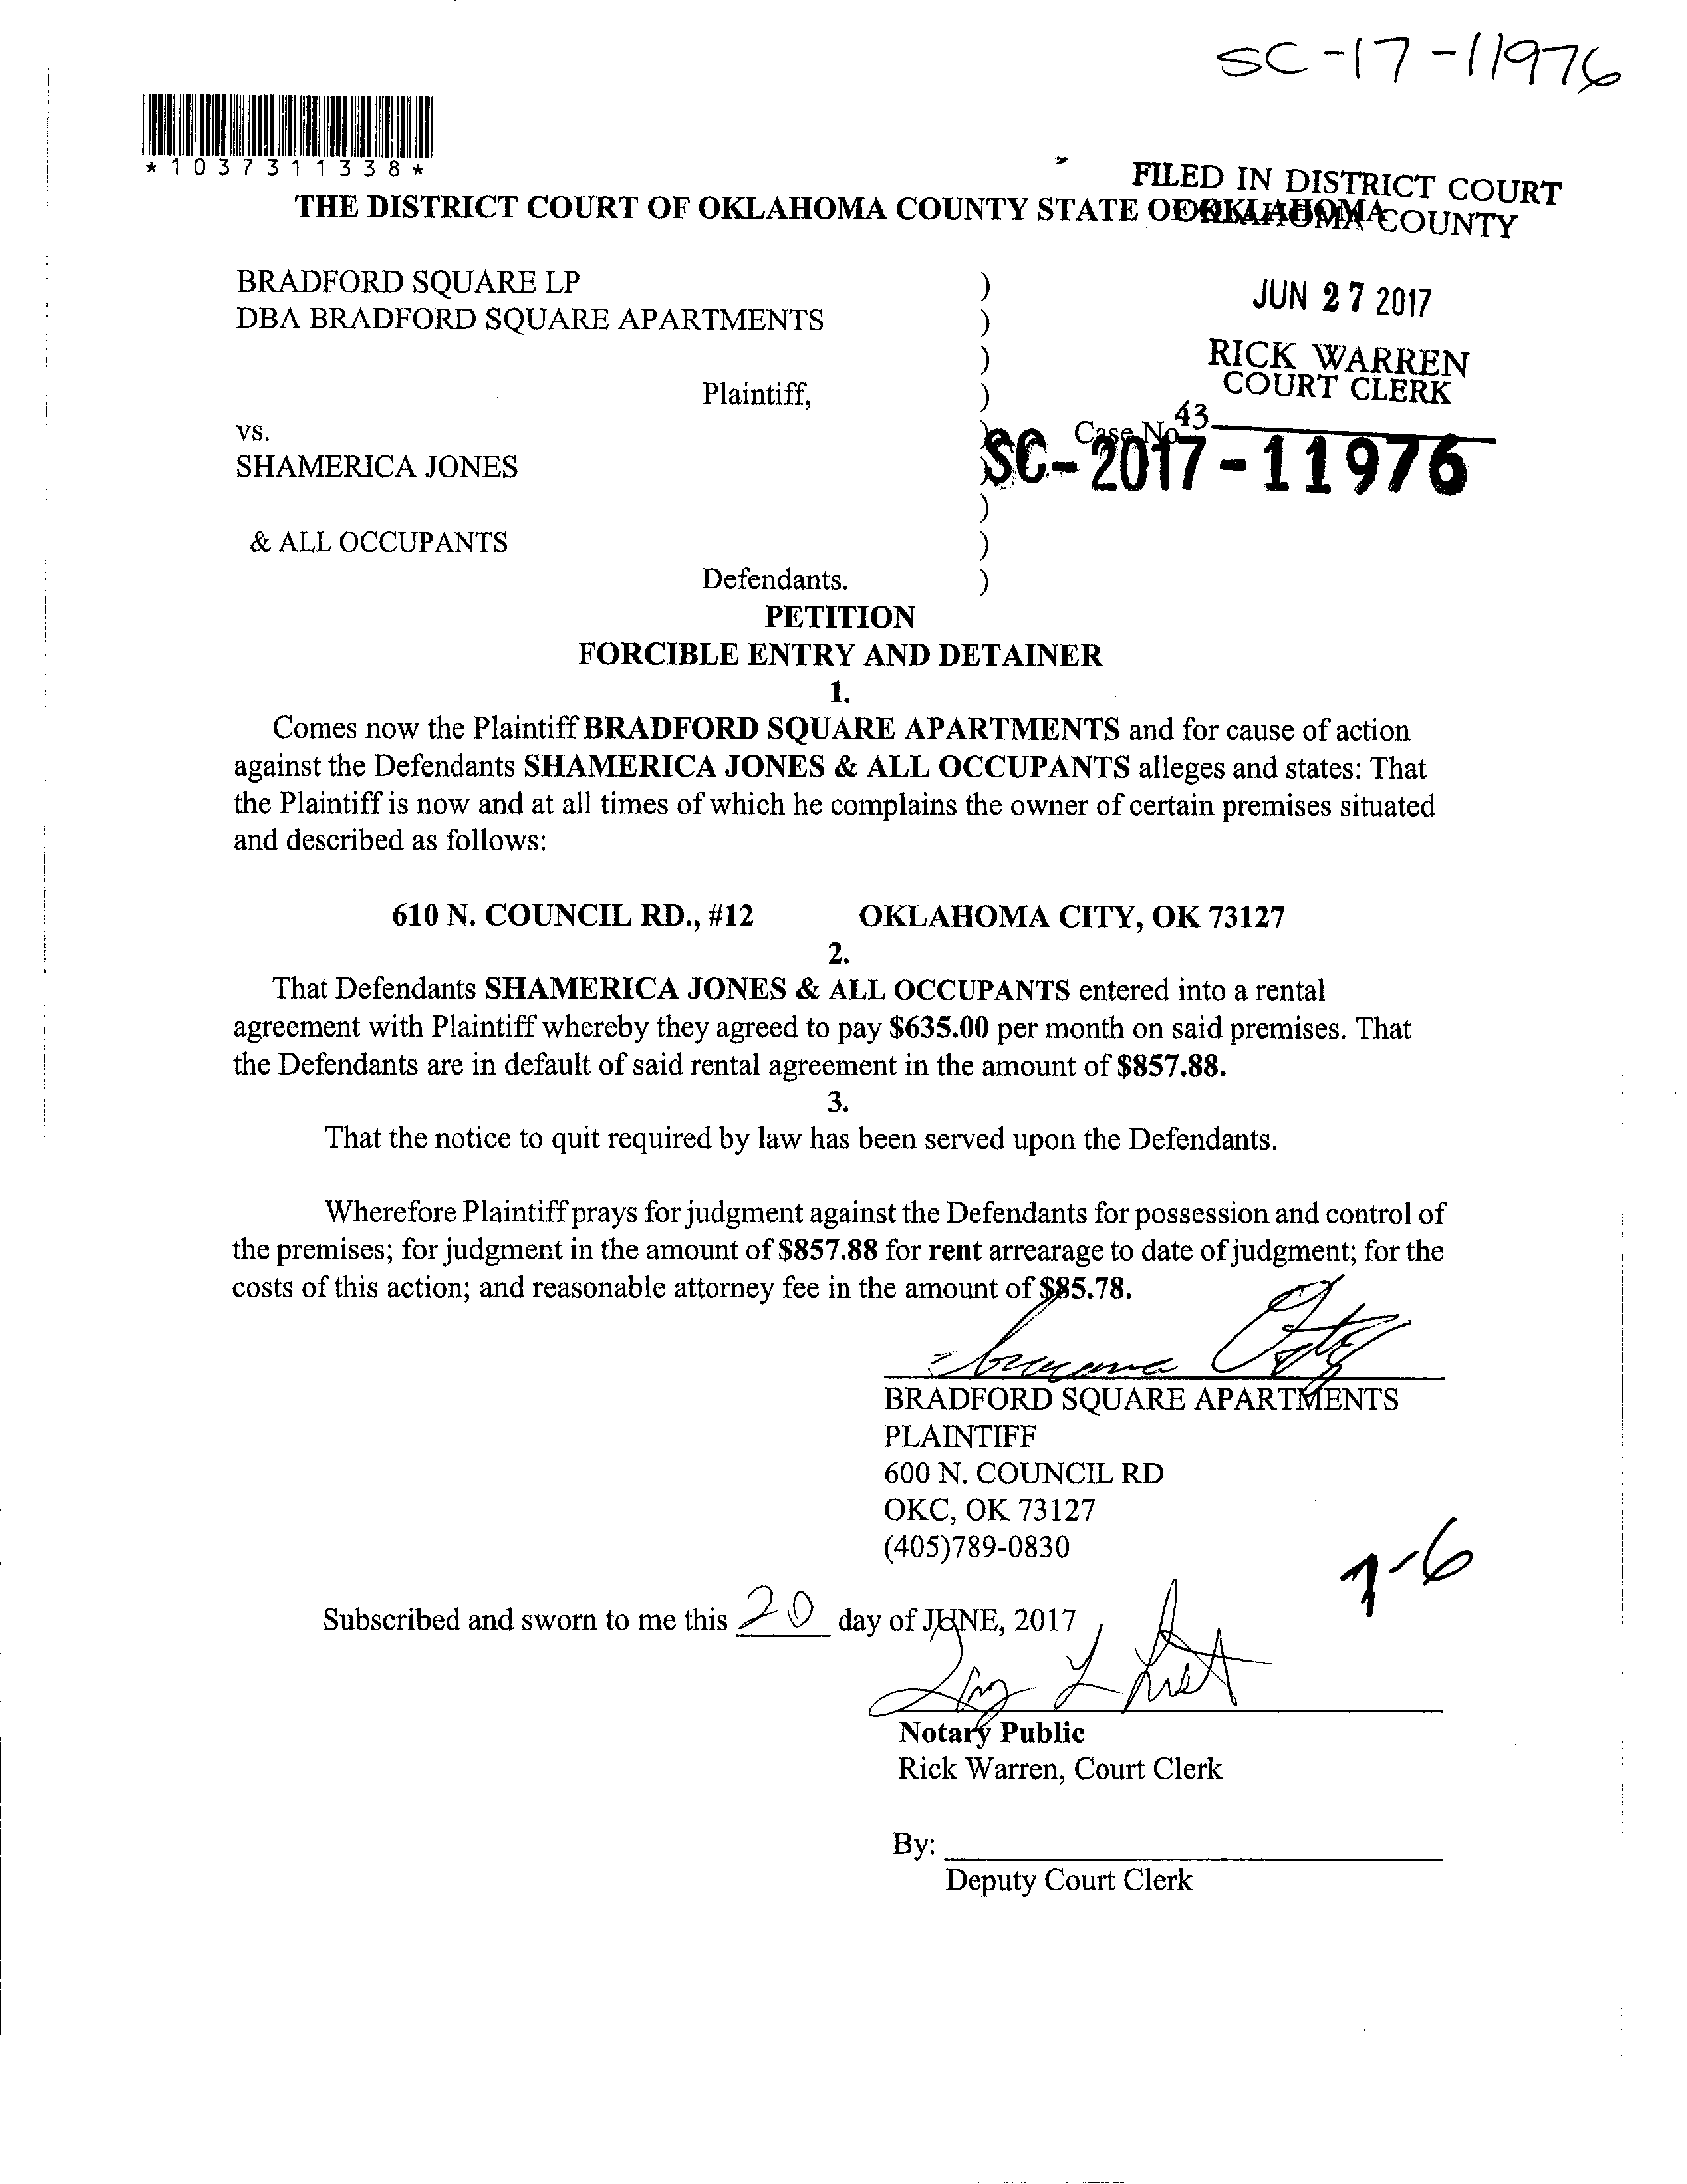 SC-17-11976
*1037311338*
FILED IN DISTRICT COURT
OKLAHOMA COUNTY
THE DISTRICT COURT OF OKLAHOMA COUNTY STATE OF OKLAHOMA
BRADFORD SQUARE LP )
DBA BRADFORD SQUARE APARTMENTS )
)
JUN 27 2017
RICK WARREN
COURT CLERK
Plaintiff, )
43
vs. ) Case No.
SHAMERICA JONES )
SC-2017-11976
)
& ALL OCCUPANTS )
Defendants. )
PETITION
FORCIBLE ENTRY AND DETAINER
1.
Comes now the Plaintiff BRADFORD SQUARE APARTMENTS and for cause of action
against the Defendants SHAMERICA JONES & ALL OCCUPANTS alleges and states: That
the Plaintiff is now and at all times of which he complains the owner of certain premises situated
and described as follows:
610 N. COUNCIL RD., #12 OKLAHOMA CITY, OK 73127
2.
That Defendants SHAMERICA JONES & ALL OCCUPANTS entered into a rental
agreement with Plaintiff whereby they agreed to pay $635.00 per month on said premises. That
the Defendants are in default of said rental agreement in the amount of $857.88.
3.
That the notice to quit required by law has been served upon the Defendants.
Wherefore Plaintiff prays for judgment against the Defendants for possession and control of
the premises; for judgment in the amount of $857.88 for rent arrearage to date of judgment; for the
costs of this action; and reasonable attorney fee in the amount of $85.78.
BRADFORD SQUARE APARTMENTS
PLAINTIFF
600 N. COUNCIL RD
OKC, OK 73127
(405)789-0830
7-6
Subscribed and sworn to me this 20 day of JUNE, 2017
Notary Public
Rick Warren, Court Clerk
By:
Deputy Court Clerk